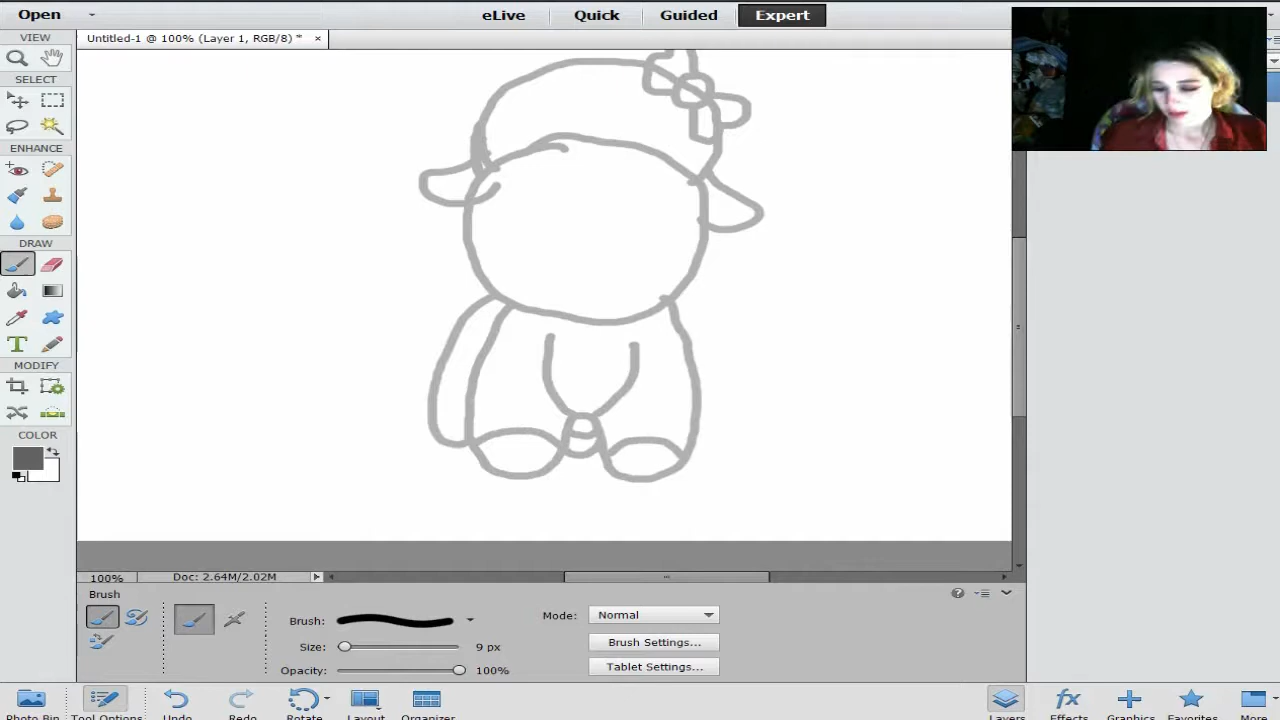 Open eLive Quick Guided Expert
VIEW Untitled-1 @ 100% (Layer 1, RGB/8) * ×
SELECT
ENHANCE
DRAW
T
MODIFY
COLOR
100% Doc: 2.64M/2.02M
Brush
Brush: Mode: Normal
Size: 9 px Brush Settings...
Opacity: 100% Tablet Settings...
Photo Bin Tool Options Undo Redo Rotate Layout Organizer Layers Effects Graphics Favorites More